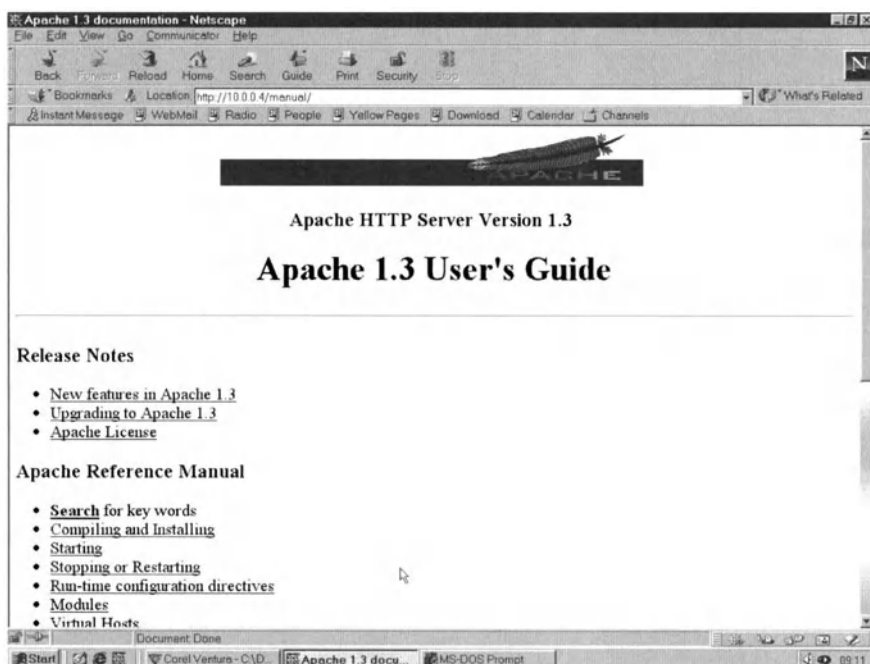 Apache 1.3 documentation - Netscape
File Edit View Go Communicator Help
Back Forward Reload Home Search Guide Print Security Stop
N
Bookmarks Location http://10.0.0.4/manual/ What's Related
Instant Message WebMail Radio People Yellow Pages Download Calendar Channels
APACHE
Apache HTTP Server Version 1.3
Apache 1.3 User's Guide
Release Notes
• New features in Apache 1.3
• Upgrading to Apache 1.3
• Apache License
Apache Reference Manual
• Search for key words
• Compiling and Installing
• Starting
• Stopping or Restarting
• Run-time configuration directives
• Modules
• Virtual Hosts
Document Done
Start Corel Ventura - C:\D... Apache 1.3 docu... MS-DOS Prompt 09:11